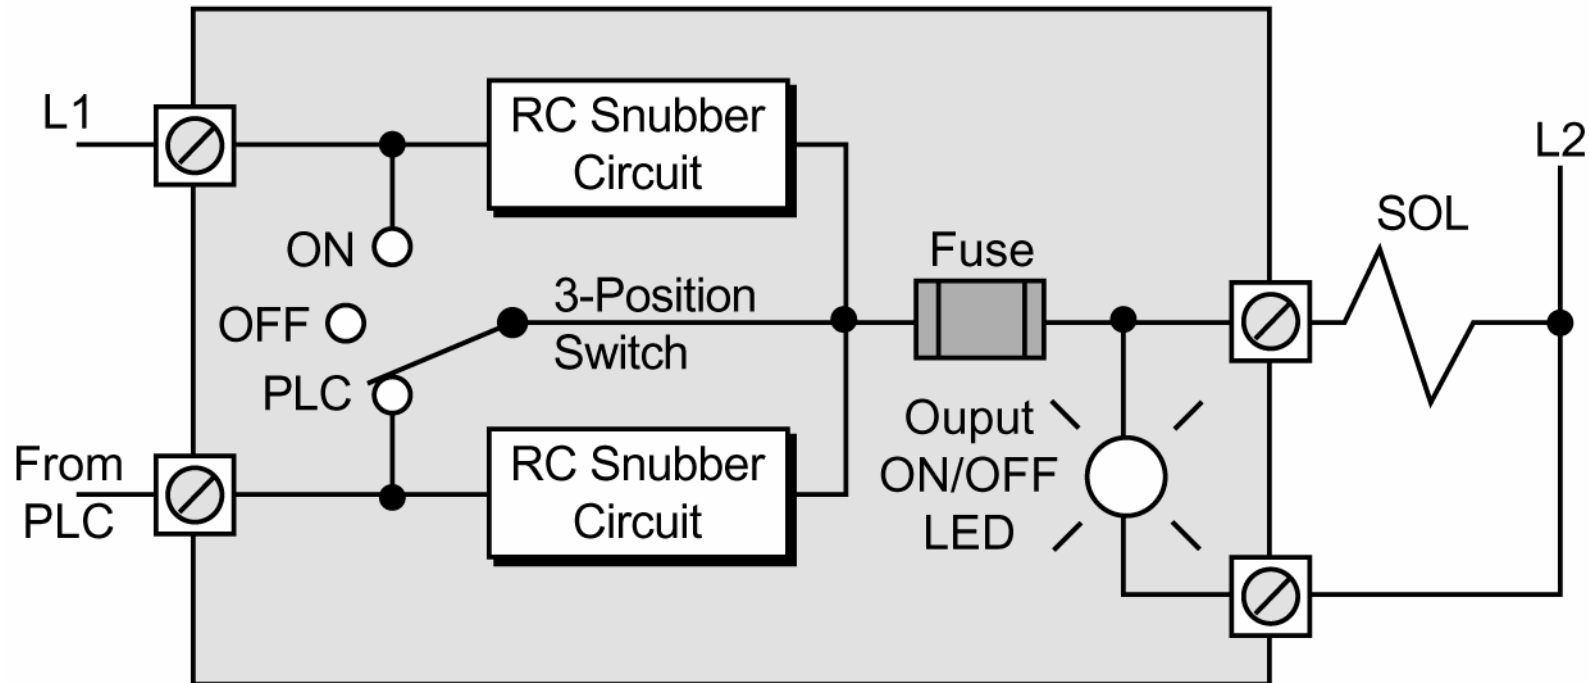 L1
RC Snubber
Circuit
L2
SOL
ON
Fuse
3-Position
Switch
OFF
PLC
Ouput
ON/OFF
LED
From
PLC
RC Snubber
Circuit